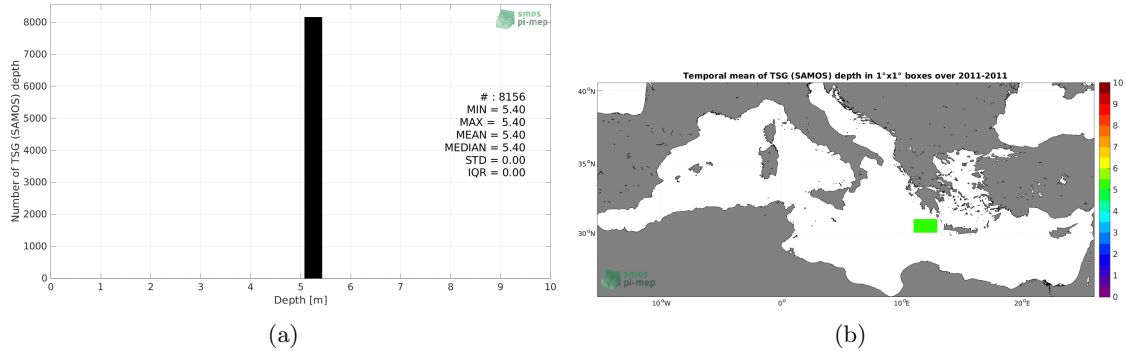 smos
pi-mep
8000
7000
6000
5000
4000
3000
2000
1000
0
Number of TSG (SAMOS) depth
# : 8156
MIN = 5.40
MAX = 5.40
MEAN = 5.40
MEDIAN = 5.40
STD = 0.00
IQR = 0.00
0 1 2 3 4 5 6 7 8 9 10
Depth [m]
(a)
Temporal mean of TSG (SAMOS) depth in 1°x1° boxes over 2011-2011
40°N
35°N
30°N
10°W
0°
10°E
20°E
smos
pi-mep
10
9
8
7
6
5
4
3
2
1
0
(b)